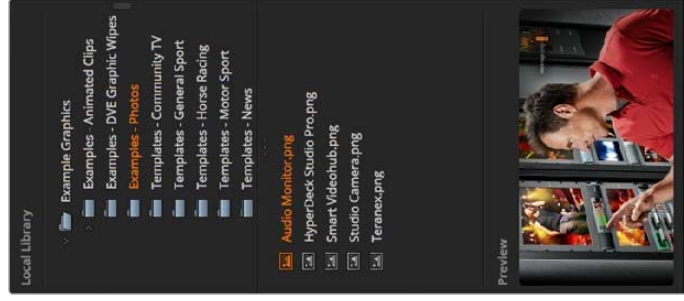 Local Library
Example Graphics
Examples - Animated Clips
Examples - DVE Graphic Wipes
Examples - Photos
Templates - Community TV
Templates - General Sport
Templates - Horse Racing
Templates - Motor Sport
Templates - News
Audio Monitor.png
HyperDeck Studio Pro.png
Smart Videohub.png
Studio Camera.png
Teranex.png
Preview